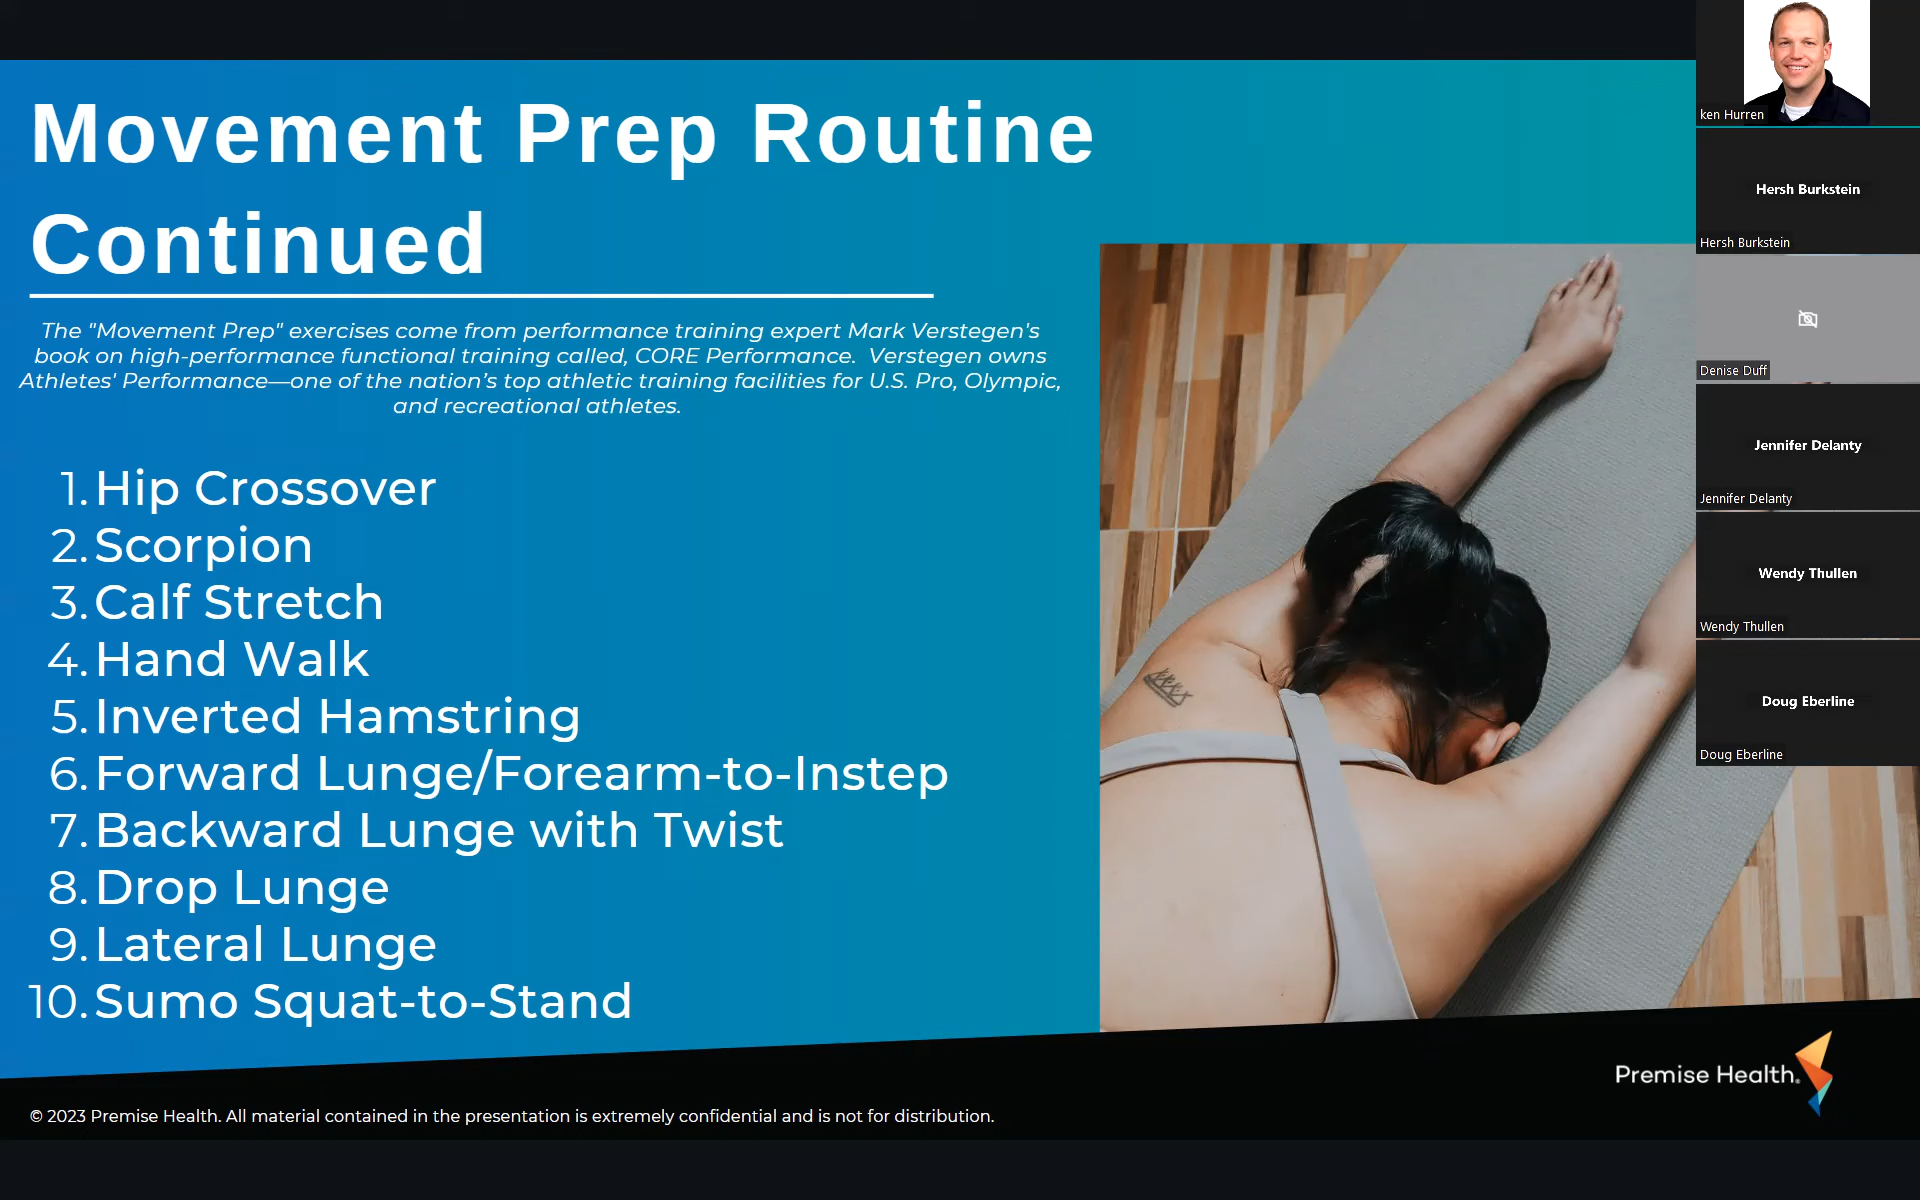 Movement Prep Routine
Continued
The "Movement Prep" exercises come from performance training expert Mark Verstegen's
book on high-performance functional training called, CORE Performance.  Verstegen owns
Athletes' Performance—one of the nation’s top athletic training facilities for U.S. Pro, Olympic,
and recreational athletes.
1. Hip Crossover
2. Scorpion
3. Calf Stretch
4. Hand Walk
5. Inverted Hamstring
6. Forward Lunge/Forearm-to-Instep
7. Backward Lunge with Twist
8. Drop Lunge
9. Lateral Lunge
10. Sumo Squat-to-Stand
© 2023 Premise Health. All material contained in the presentation is extremely confidential and is not for distribution.
Premise Health.
ken Hurren
Hersh Burkstein
Hersh Burkstein
Denise Duff
Jennifer Delanty
Jennifer Delanty
Wendy Thullen
Wendy Thullen
Doug Eberline
Doug Eberline